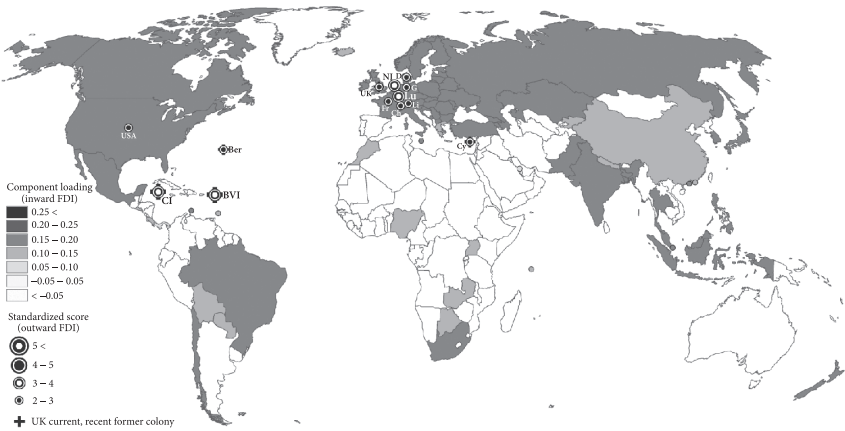 NLD
UK
Lu
G
USA
Ber
Cy
CI
BVI
Component loading
(inward FDI)
0.25 <
0.20 – 0.25
0.15 – 0.20
0.10 – 0.15
0.05 – 0.10
–0.05 – 0.05
< –0.05
Standardized score
(outward FDI)
5 <
4 – 5
3 – 4
2 – 3
UK current, recent former colony